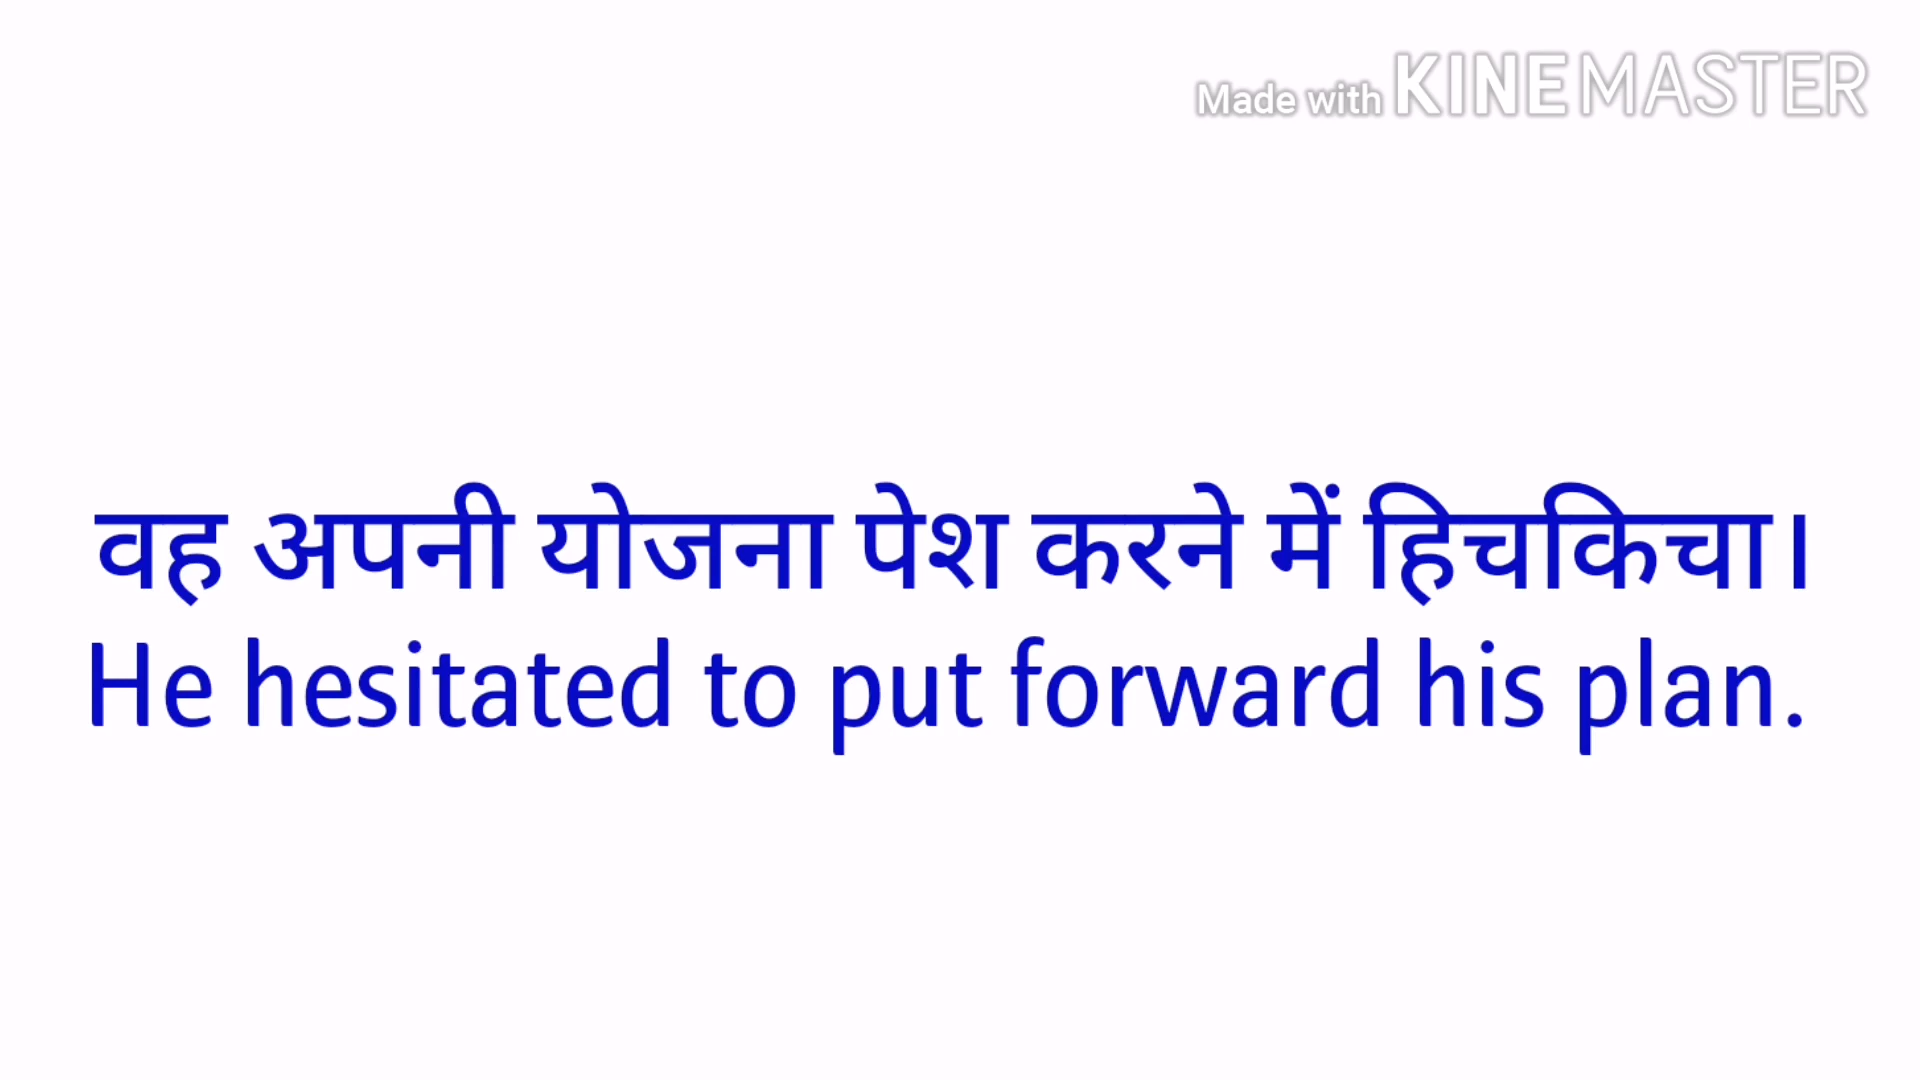 Made with KINEMASTER
वह अपनी योजना पेश करने में हिचकिचा।
He hesitated to put forward his plan.